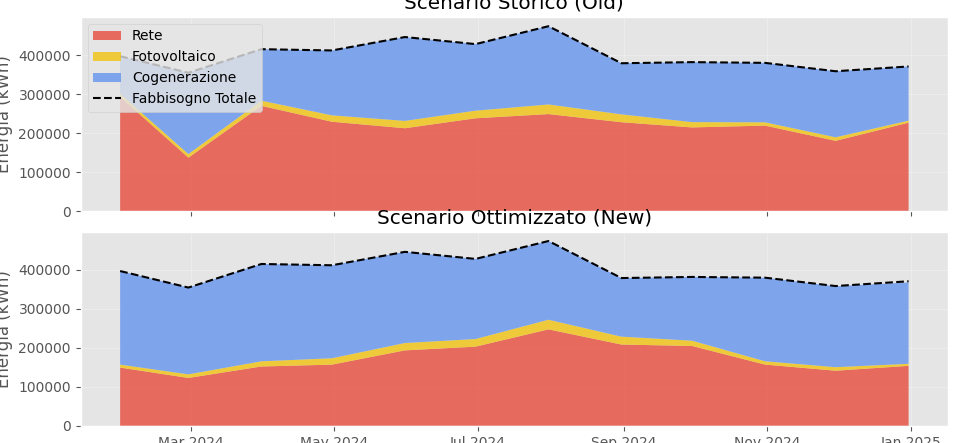 Scenario Storico (Old)
Energia (kWh)
400000
300000
200000
100000
0
Rete
Fotovoltaico
Cogenerazione
Fabbisogno Totale
Scenario Ottimizzato (New)
Energia (kWh)
400000
300000
200000
100000
0
Mar 2024
May 2024
Jul 2024
Sep 2024
Nov 2024
Jan 2025